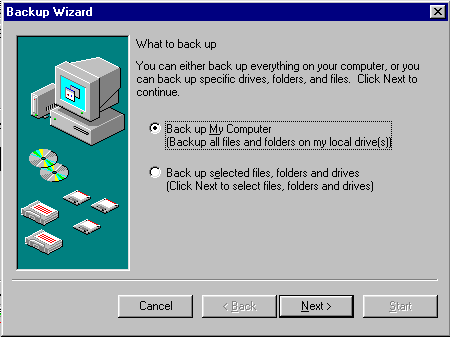 Backup Wizard
What to back up
You can either back up everything on your computer, or you
can back up specific drives, folders, and files. Click Next to
continue.
Back up My Computer
(Backup all files and folders on my local drive(s))
Back up selected files, folders and drives
(Click Next to select files, folders and drives)
Cancel
< Back
Next >
Start